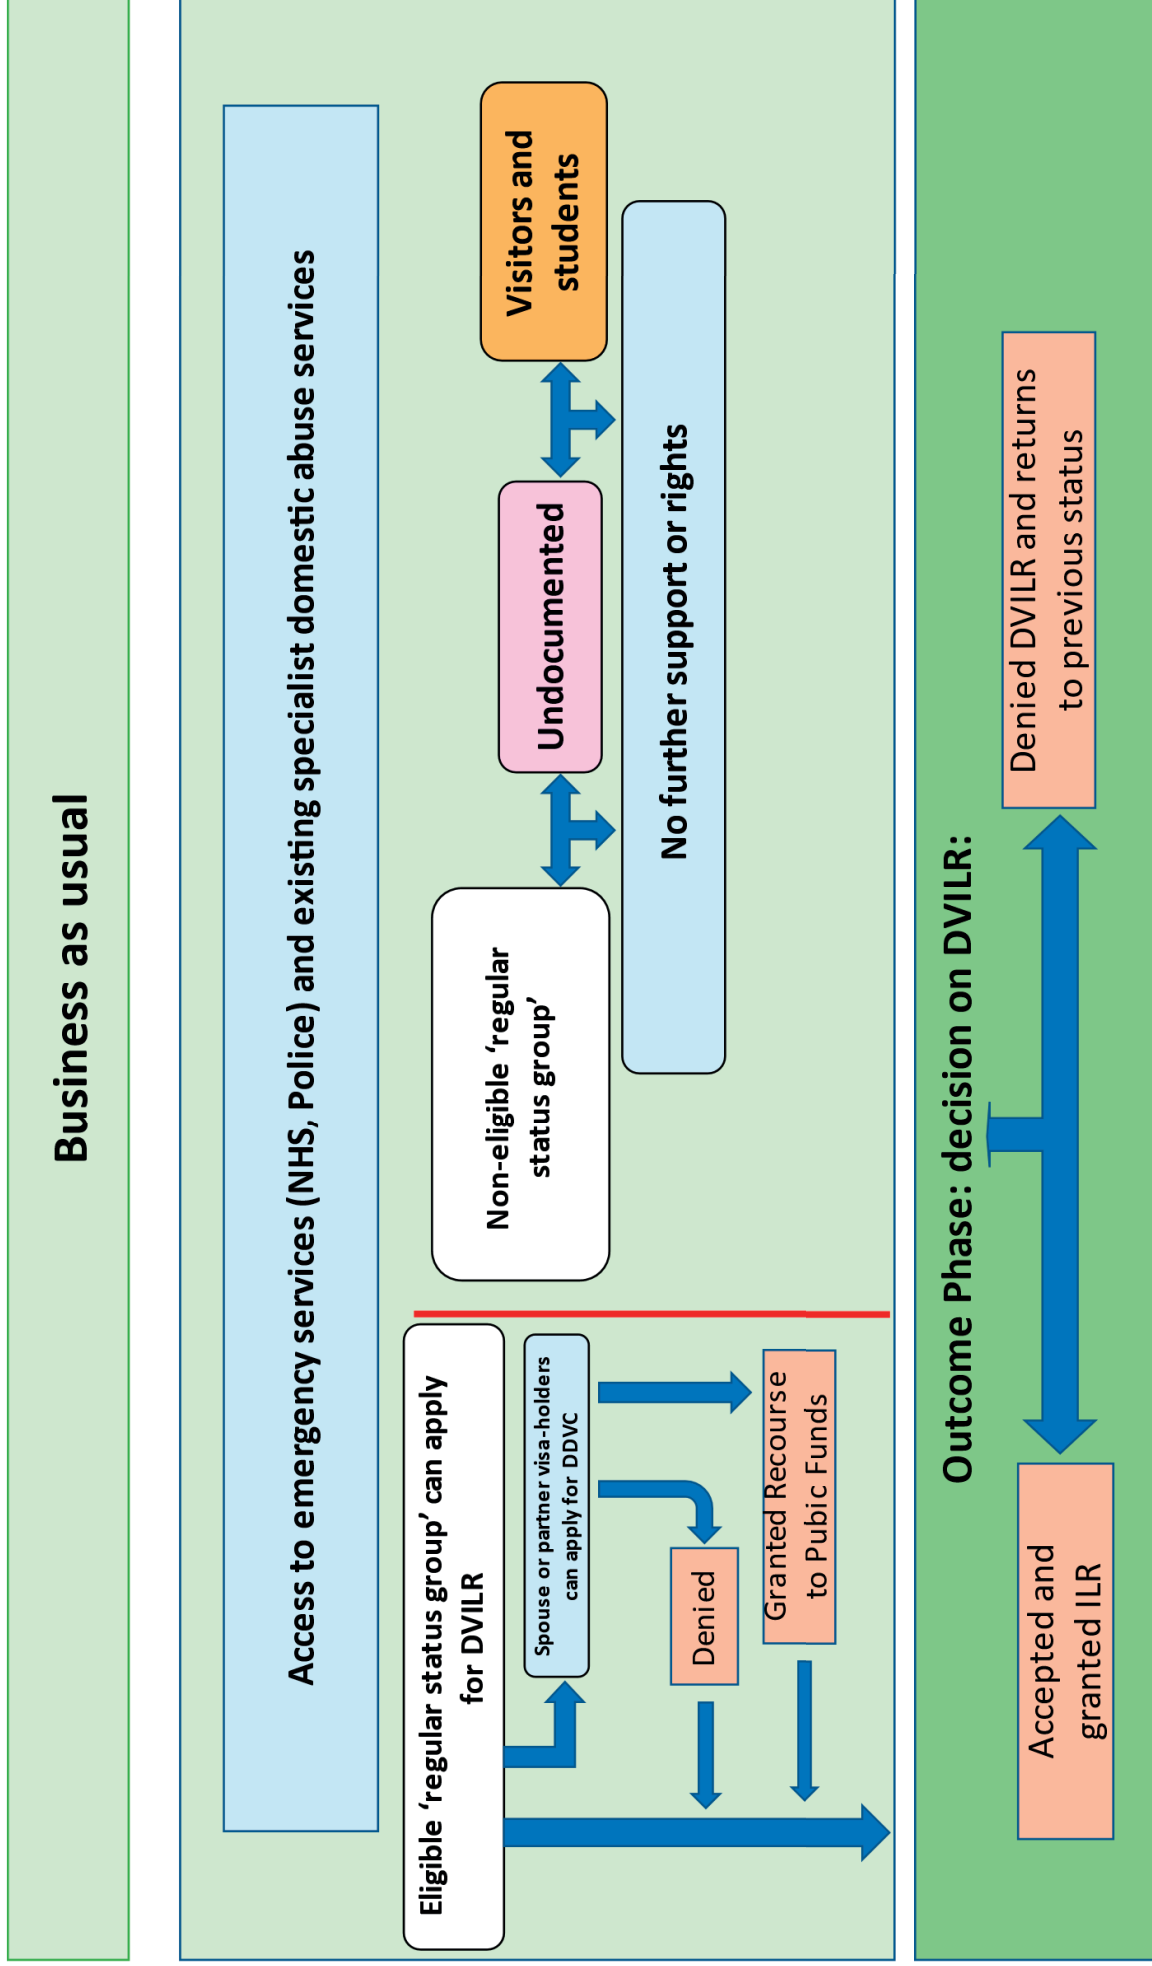 Business as usual
Access to emergency services (NHS, Police) and existing specialist domestic abuse services
Eligible ‘regular status group’ can apply
for DVILR
Spouse or partner visa-holders
can apply for DDVC
Denied
Granted Recourse
to Pubic Funds
Non-eligible ‘regular
status group’
Undocumented
Visitors and
students
No further support or rights
Outcome Phase: decision on DVILR:
Accepted and
granted ILR
Denied DVILR and returns
to previous status